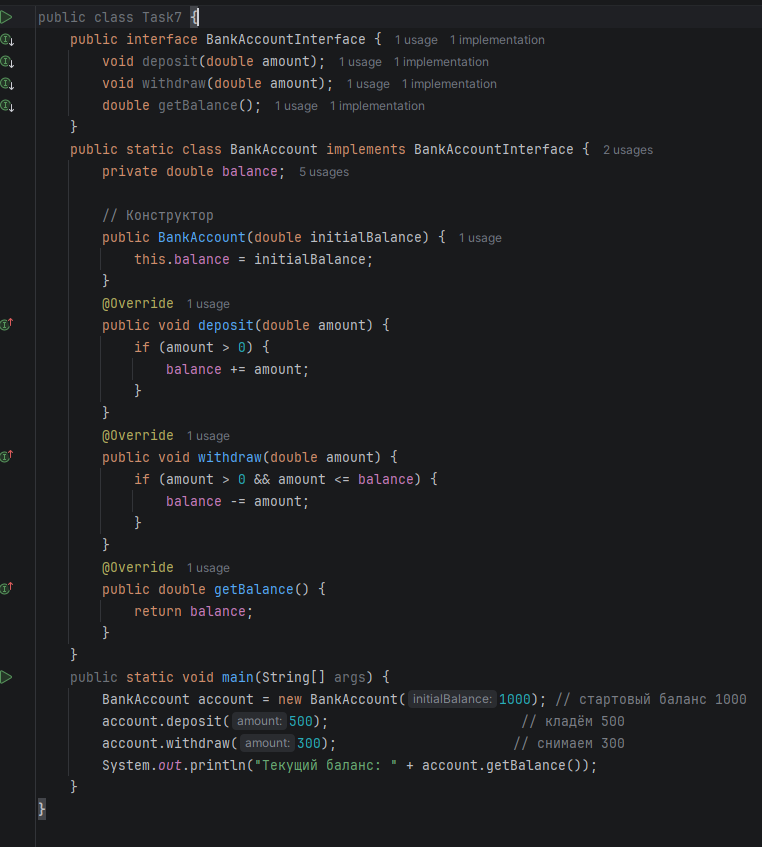 public class Task7 {
    public interface BankAccountInterface {  1 usage  1 implementation
        void deposit(double amount);  1 usage  1 implementation
        void withdraw(double amount);  1 usage  1 implementation
        double getBalance();  1 usage  1 implementation
    }
    public static class BankAccount implements BankAccountInterface {  2 usages
        private double balance;  5 usages

        // Конструктор
        public BankAccount(double initialBalance) {  1 usage
            this.balance = initialBalance;
        }
        @Override  1 usage
        public void deposit(double amount) {
            if (amount > 0) {
                balance += amount;
            }
        }
        @Override  1 usage
        public void withdraw(double amount) {
            if (amount > 0 && amount <= balance) {
                balance -= amount;
            }
        }
        @Override  1 usage
        public double getBalance() {
            return balance;
        }
    }
    public static void main(String[] args) {
        BankAccount account = new BankAccount( initialBalance: 1000); // стартовый баланс 1000
        account.deposit( amount: 500);                        // кладём 500
        account.withdraw( amount: 300);                      // снимаем 300
        System.out.println("Текущий баланс: " + account.getBalance());
    }
}